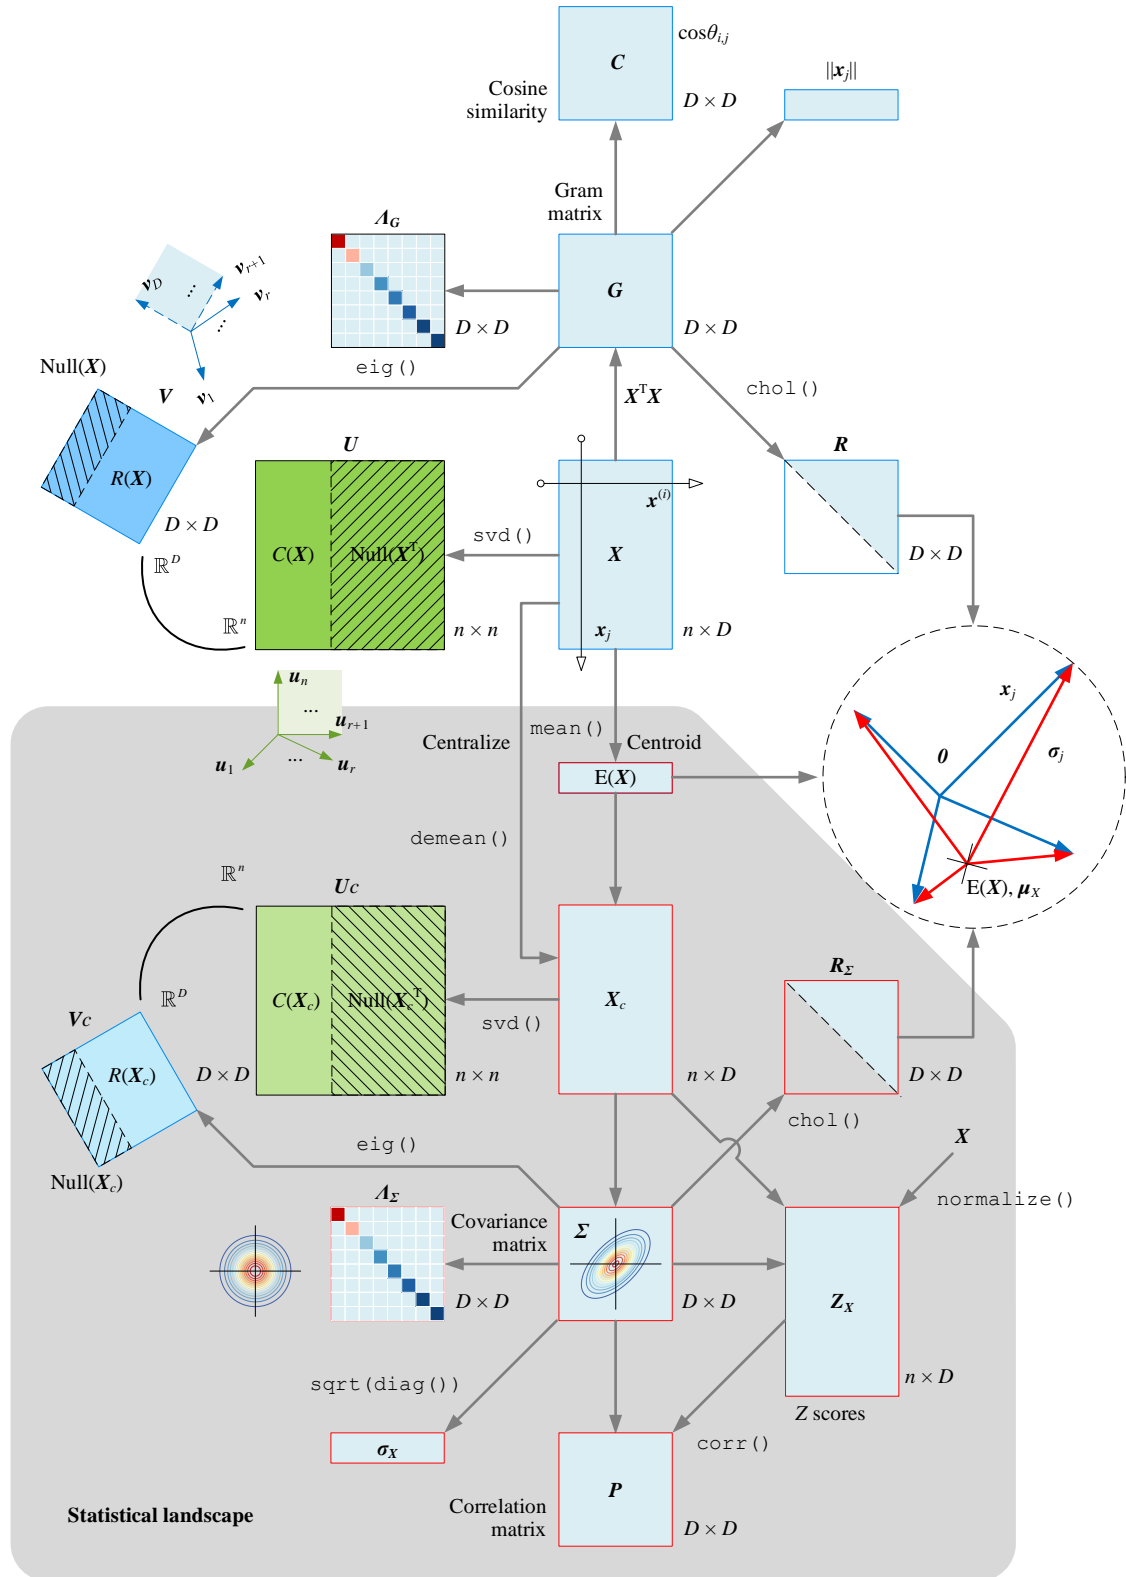 cosθi,j
C
Cosine
similarity
D × D
||xj||
Gram
matrix
ΛG
G
D × D
D × D
eig()
vr+1
vD
...
vr
...
v1
Null(X)
V
R(X)
D × D
XᵀX
chol()
U
C(X)
Null(Xᵀ)
n × n
svd()
x(i)
X
xj
n × D
R
D × D
ℝD
ℝn
un
...
ur+1
u1
...
ur
Centralize
mean()
Centroid
E(X)
demean()
xj
0
σj
E(X), μX
ℝn
Uc
ℝD
C(Xc)
Null(Xcᵀ)
n × n
svd()
Xc
n × D
RΣ
D × D
chol()
Vc
R(Xc)
D × D
Null(Xc)
eig()
X
normalize()
ΛΣ
Covariance
matrix
Σ
D × D
D × D
ZX
n × D
Z scores
sqrt(diag())
σX
corr()
P
Correlation
matrix
D × D
Statistical landscape